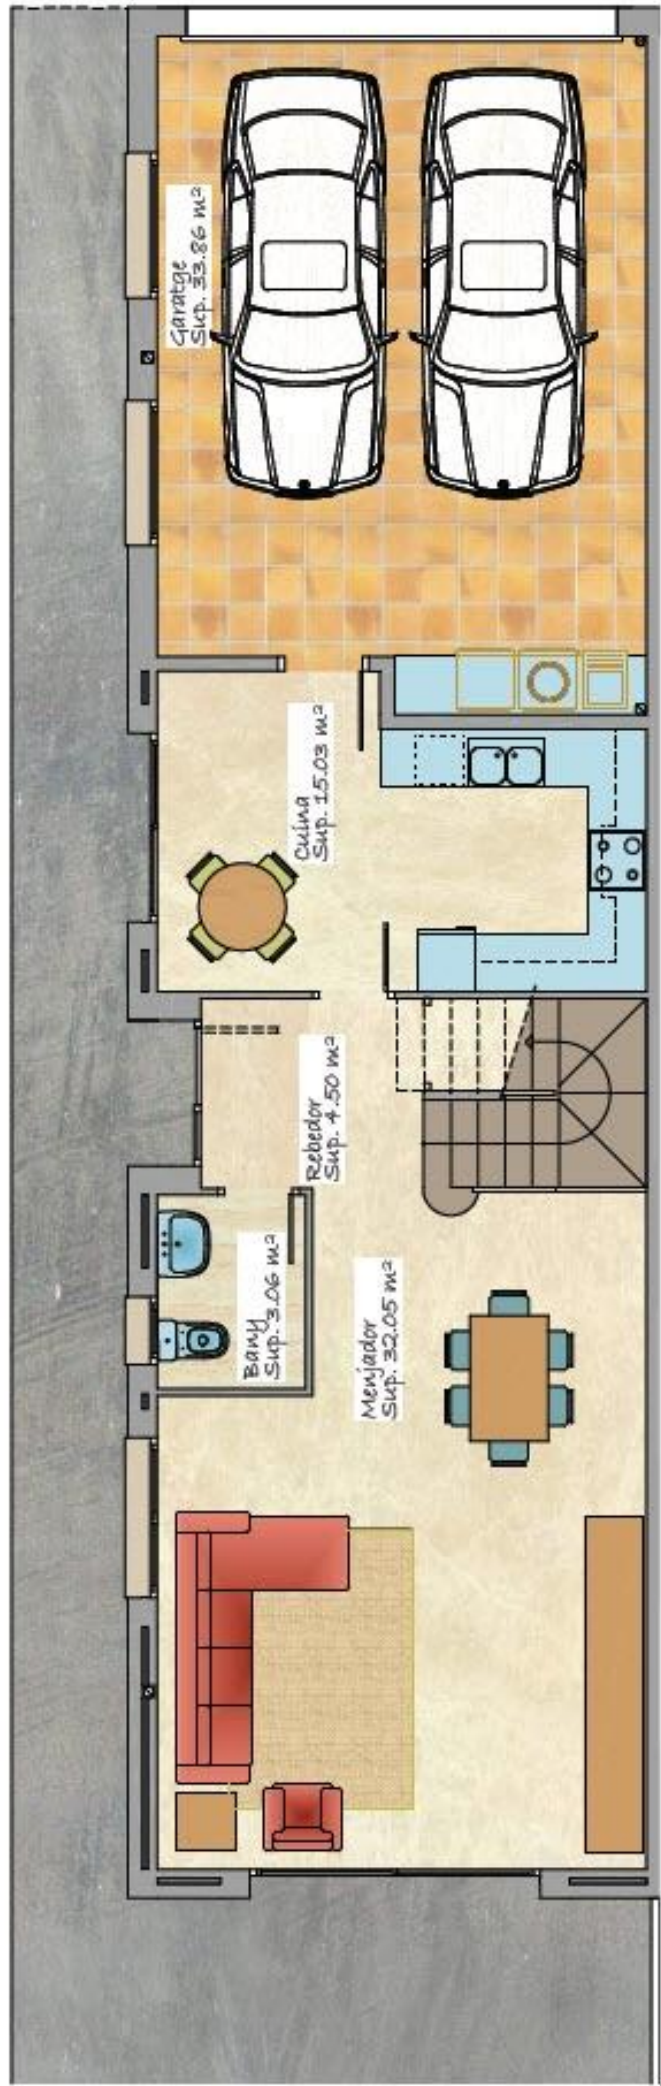 Garatge
Sup. 33.86 m²
Cuina
Sup. 15.03 m²
Rebedor
Sup. 4.50 m²
Bany
Sup. 3.06 m²
Menjador
Sup. 32.05 m²